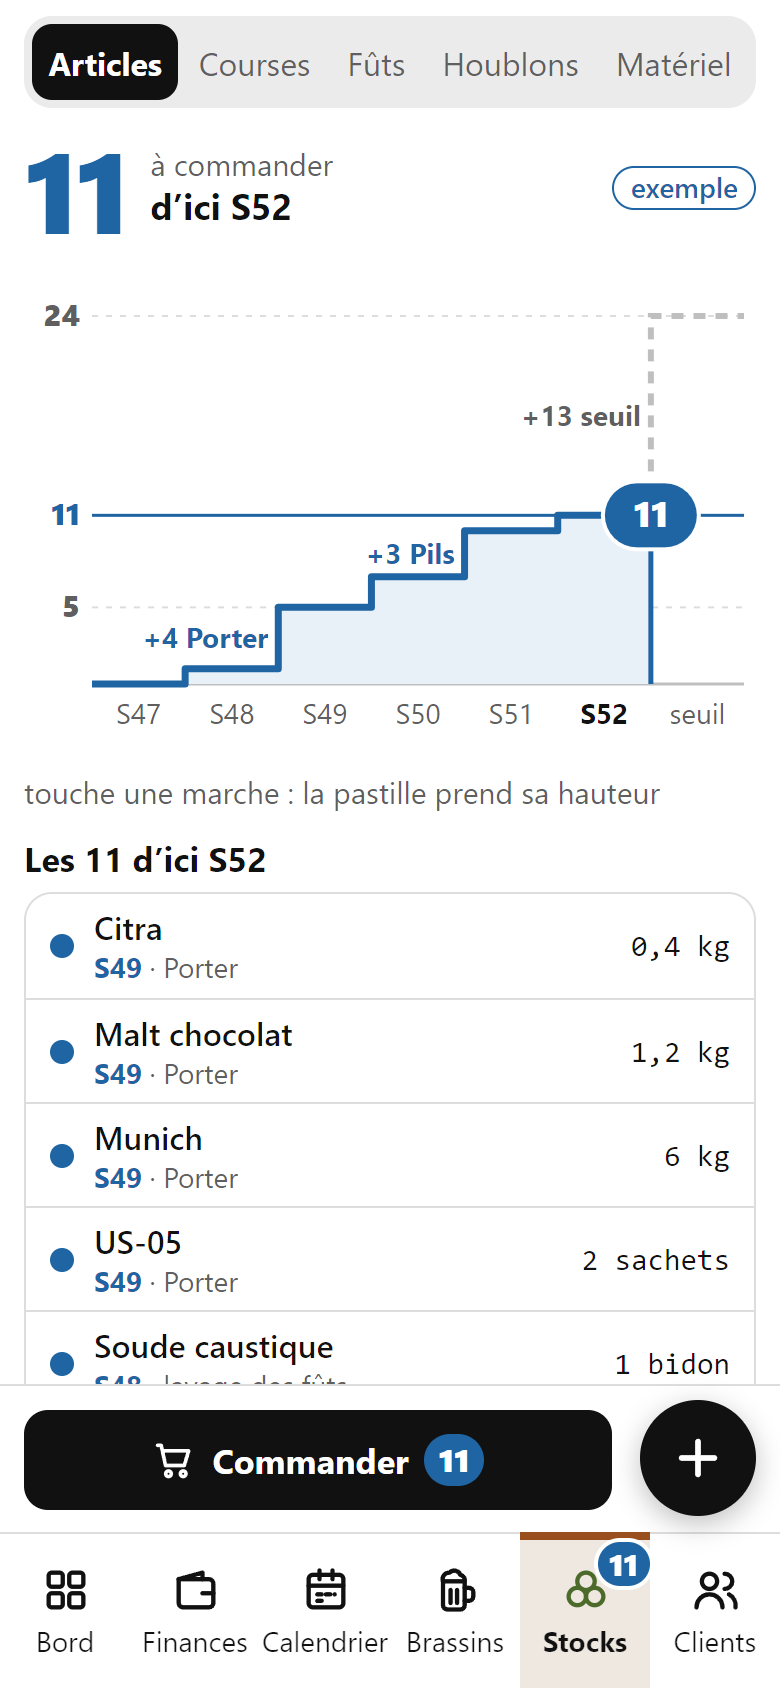 Articles Courses Fûts Houblons Matériel
11 à commander
d’ici S52
exemple
24
+13 seuil
11
11
+3 Pils
5
+4 Porter
S47 S48 S49 S50 S51 S52 seuil
touche une marche : la pastille prend sa hauteur
Les 11 d’ici S52
Citra
S49 · Porter
0,4 kg
Malt chocolat
S49 · Porter
1,2 kg
Munich
S49 · Porter
6 kg
US-05
S49 · Porter
2 sachets
Soude caustique
S48 · lavage des fûts
1 bidon
Commander 11
11
Bord Finances Calendrier Brassins Stocks Clients